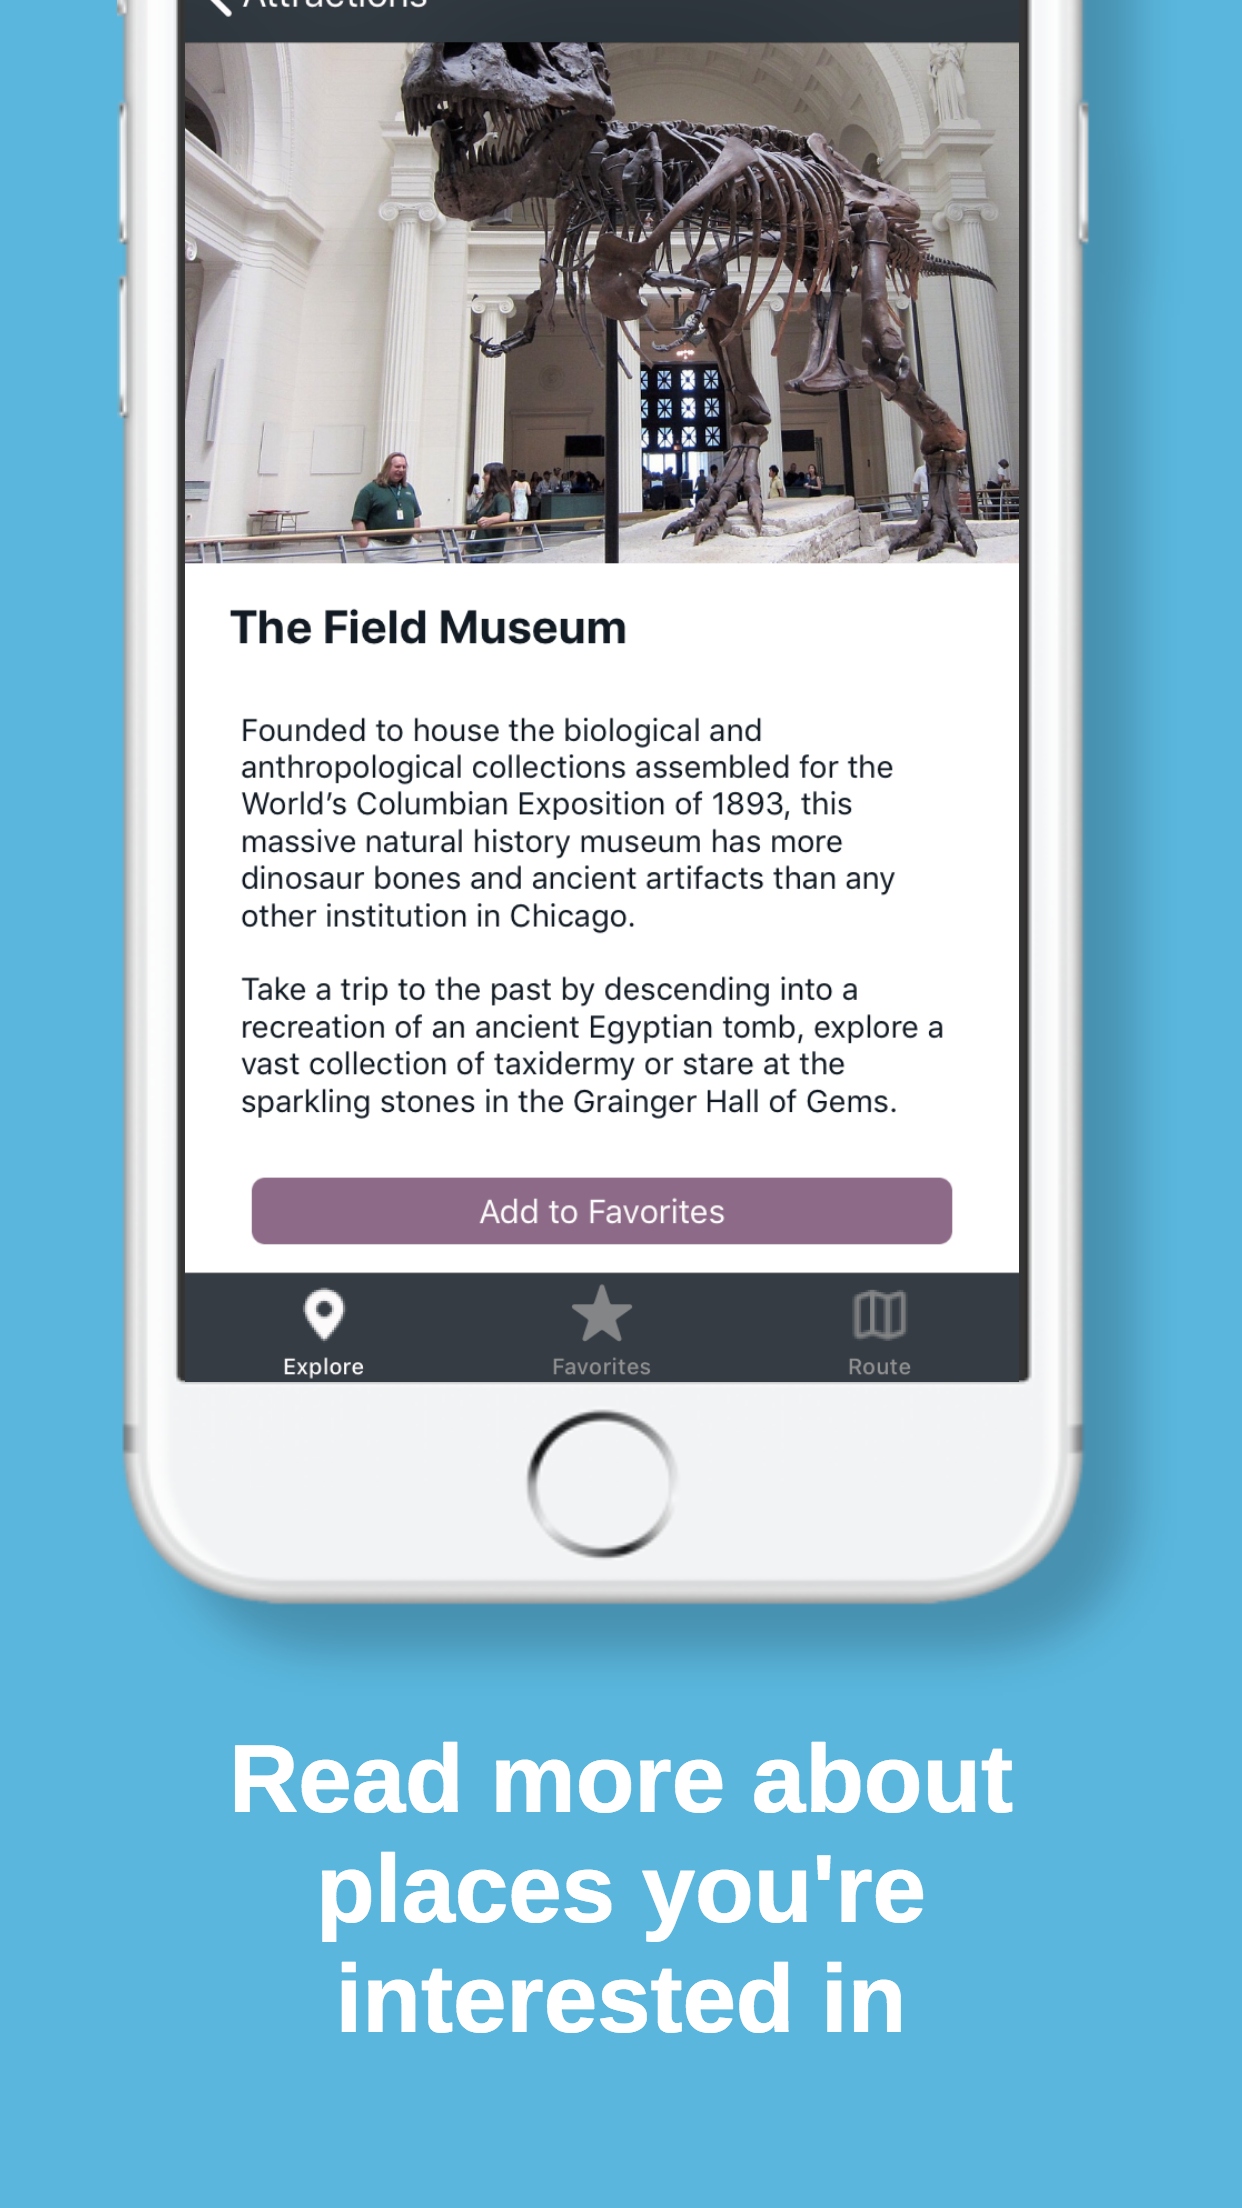 Attractions
The Field Museum
Founded to house the biological and
anthropological collections assembled for the
World’s Columbian Exposition of 1893, this
massive natural history museum has more
dinosaur bones and ancient artifacts than any
other institution in Chicago.
Take a trip to the past by descending into a
recreation of an ancient Egyptian tomb, explore a
vast collection of taxidermy or stare at the
sparkling stones in the Grainger Hall of Gems.
Add to Favorites
Explore
Favorites
Route
Read more about
places you're
interested in